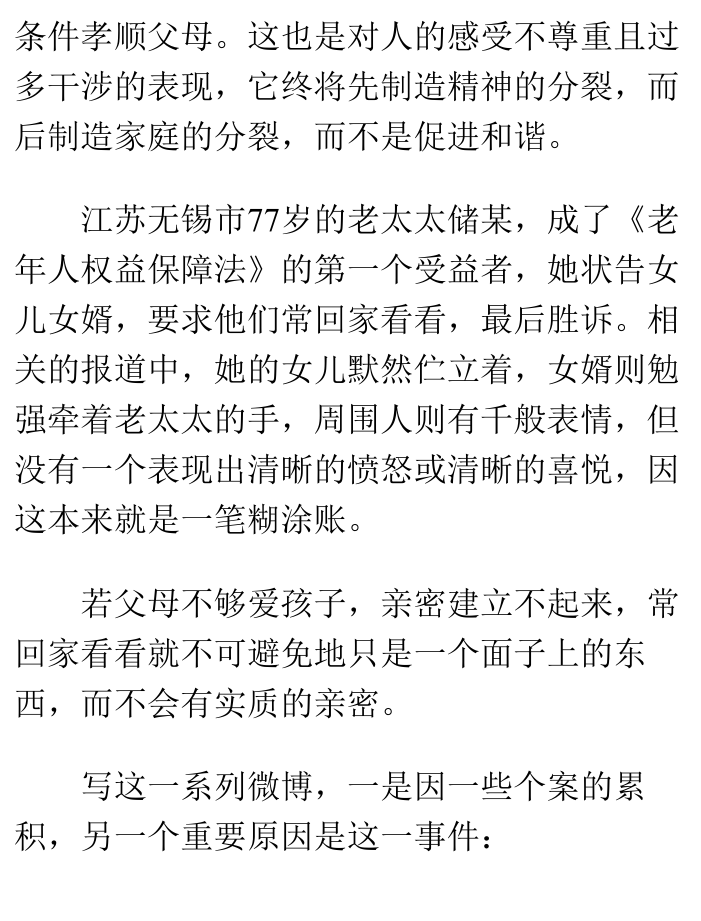 条件孝顺父母。这也是对人的感受不尊重且过
多干涉的表现，它终将先制造精神的分裂，而
后制造家庭的分裂，而不是促进和谐。
江苏无锡市77岁的老太太储某，成了《老
年人权益保障法》的第一个受益者，她状告女
儿女婿，要求他们常回家看看，最后胜诉。相
关的报道中，她的女儿默然伫立着，女婿则勉
强牵着老太太的手，周围人则有千般表情，但
没有一个表现出清晰的愤怒或清晰的喜悦，因
这本来就是一笔糊涂账。
若父母不够爱孩子，亲密建立不起来，常
回家看看就不可避免地只是一个面子上的东
西，而不会有实质的亲密。
写这一系列微博，一是因一些个案的累
积，另一个重要原因是这一事件：